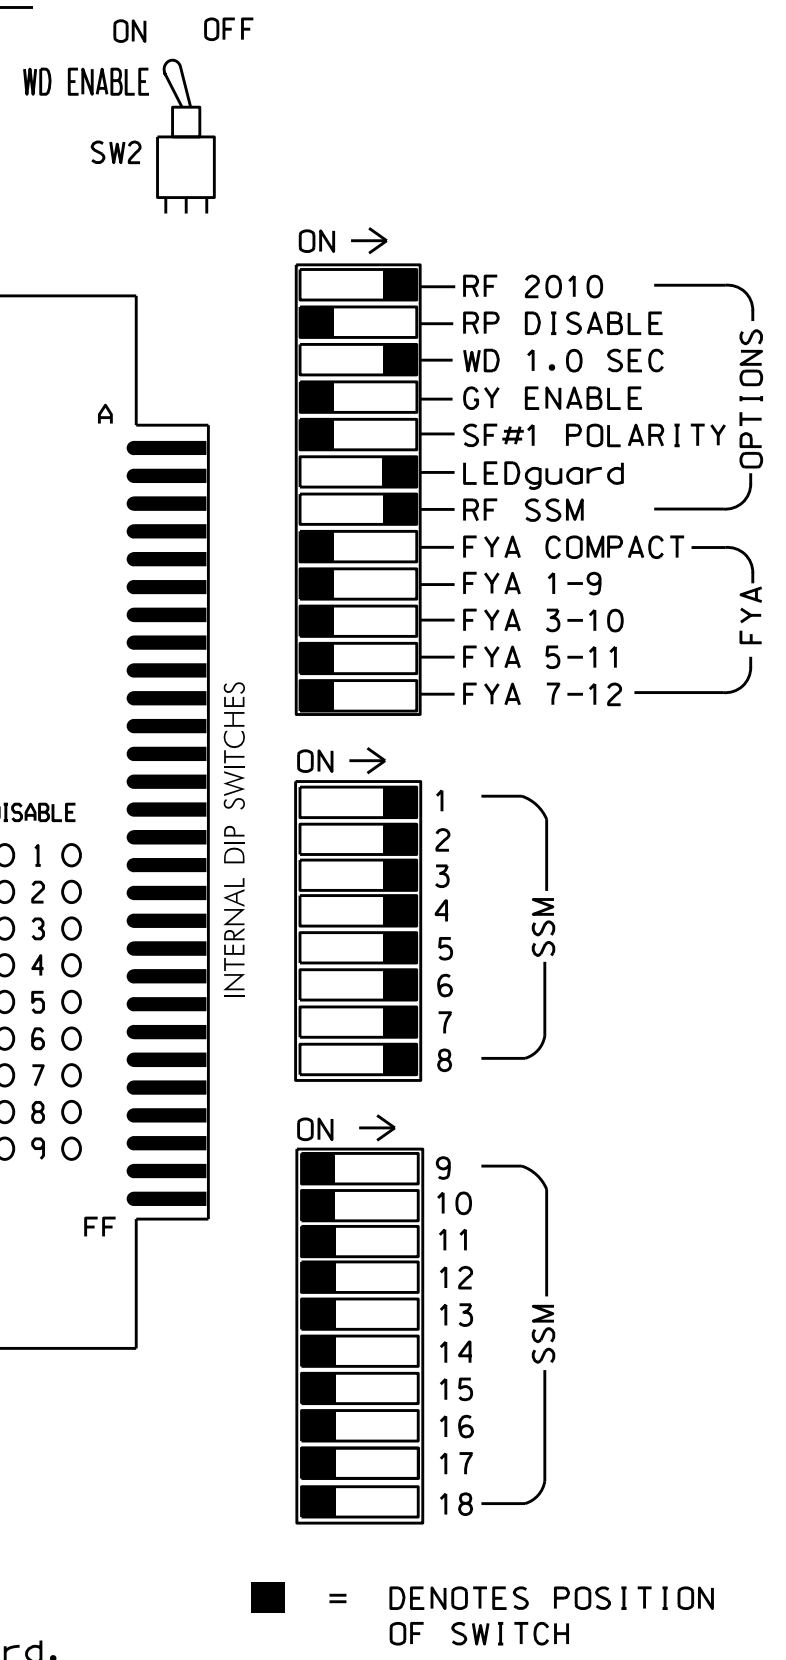 ON OFF
WD ENABLE
SW2
ON
RF 2010
RP DISABLE
WD 1.0 SEC
GY ENABLE
SF#1 POLARITY
LEDguard
RF SSM
OPTIONS
FYA COMPACT
FYA 1-9
FYA 3-10
FYA 5-11
FYA 7-12
FYA
A
FF
INTERNAL DIP SWITCHES
ISABLE
1
2
3
4
5
6
7
8
9
ON
1
2
3
4
5
6
7
8
SSM
ON
9
10
11
12
13
14
15
16
17
18
SSM
= DENOTES POSITION
OF SWITCH
rd.